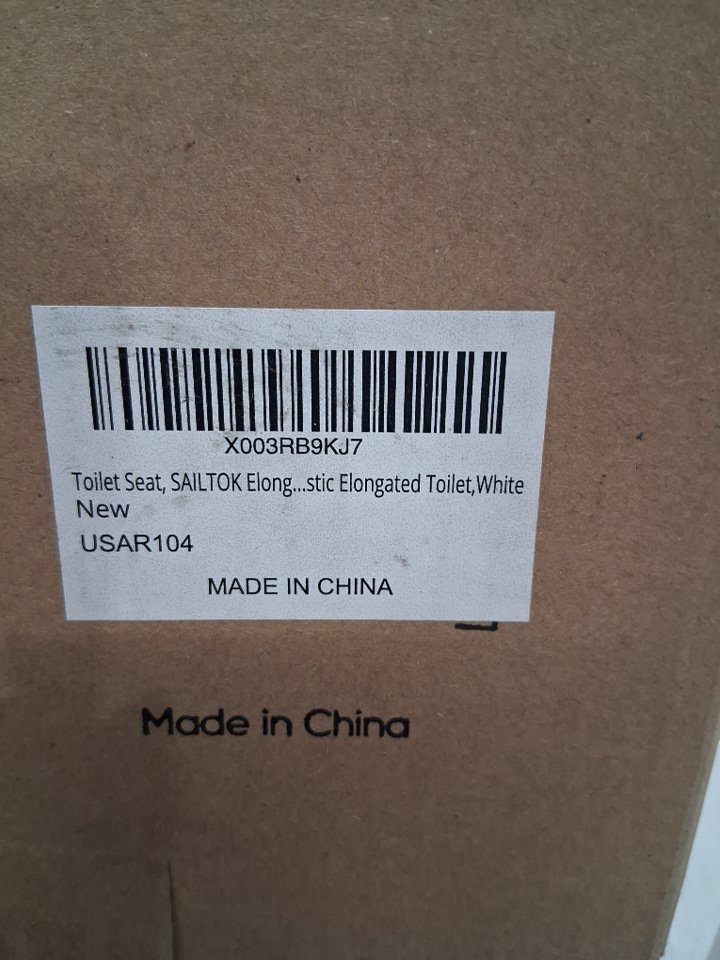 X003RB9KJ7
Toilet Seat, SAILTOK Elong...stic Elongated Toilet,White
New
USAR104
MADE IN CHINA
Made in China